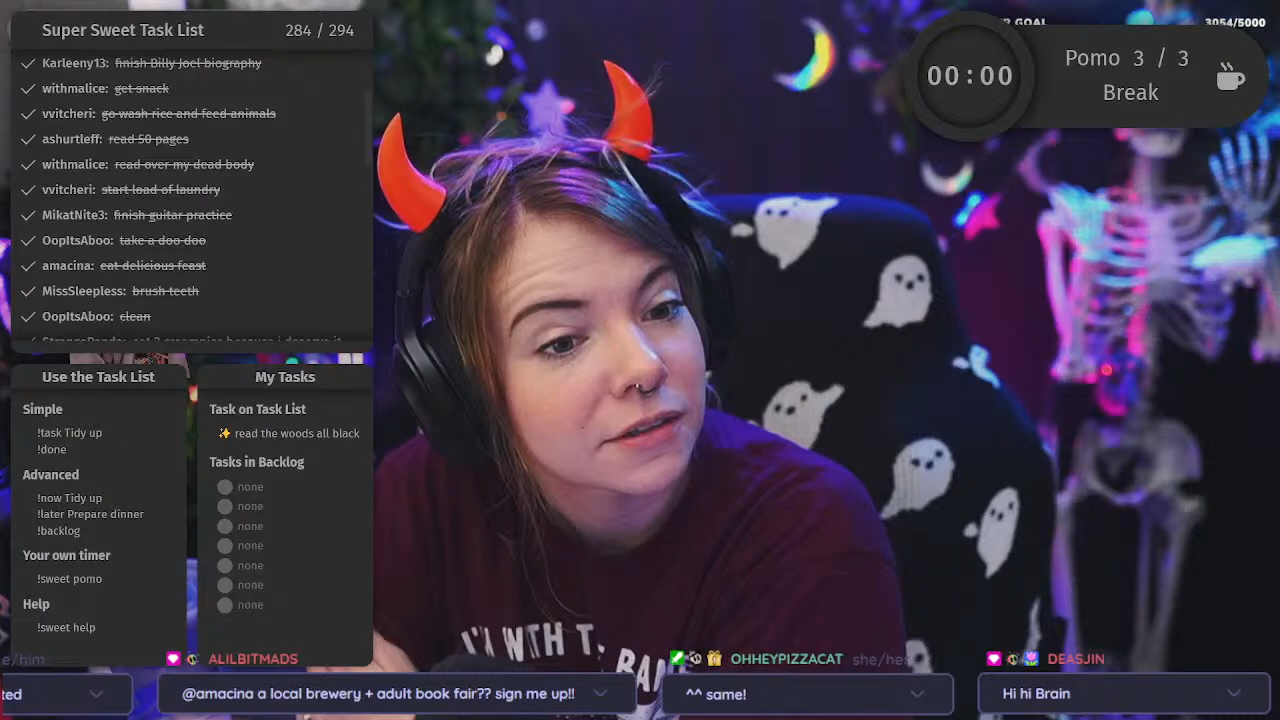 Super Sweet Task List 284 / 294
Karleeny13: finish Billy Joel biography
withmalice: get snack
vvitcheri: go wash rice and feed animals
ashurtleff: read 50 pages
withmalice: read over my dead body
vvitcheri: start load of laundry
MikatNite3: finish guitar practice
OopItsAboo: take a doo doo
amacina: eat delicious feast
MissSleepless: brush teeth
OopItsAboo: clean
Use the Task List
Simple
!task Tidy up
!done
Advanced
!now Tidy up
!later Prepare dinner
!backlog
Your own timer
!sweet pomo
Help
!sweet help
My Tasks
Task on Task List
✨ read the woods all black
Tasks in Backlog
none
none
none
none
none
none
none
GOAL 3054/5000
00:00
Pomo 3 / 3
Break
I'M WITH T
BAN
e/him
ted
ALILBITMADS
@amacina a local brewery + adult book fair?? sign me up!!
OHHEYPIZZACAT she/her
^^ same!
DEASJIN
Hi hi Brain